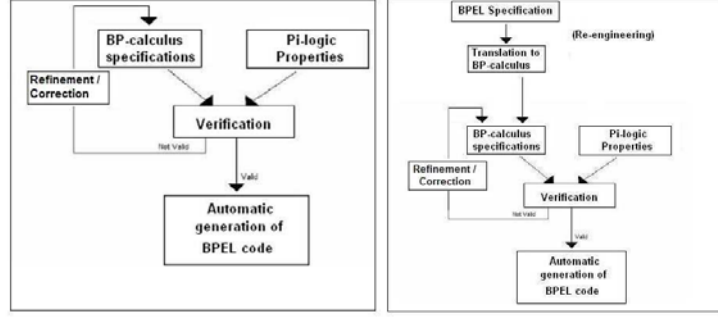 BP-calculus
specifications
Pi-logic
Properties
Refinement /
Correction
Verification
Not Valid
Valid
Automatic
generation of
BPEL code
BPEL Specification
(Re-engineering)
Translation to
BP-calculus
BP-calculus
specifications
Pi-logic
Properties
Refinement /
Correction
Verification
Not Valid
Valid
Automatic
generation of
BPEL code